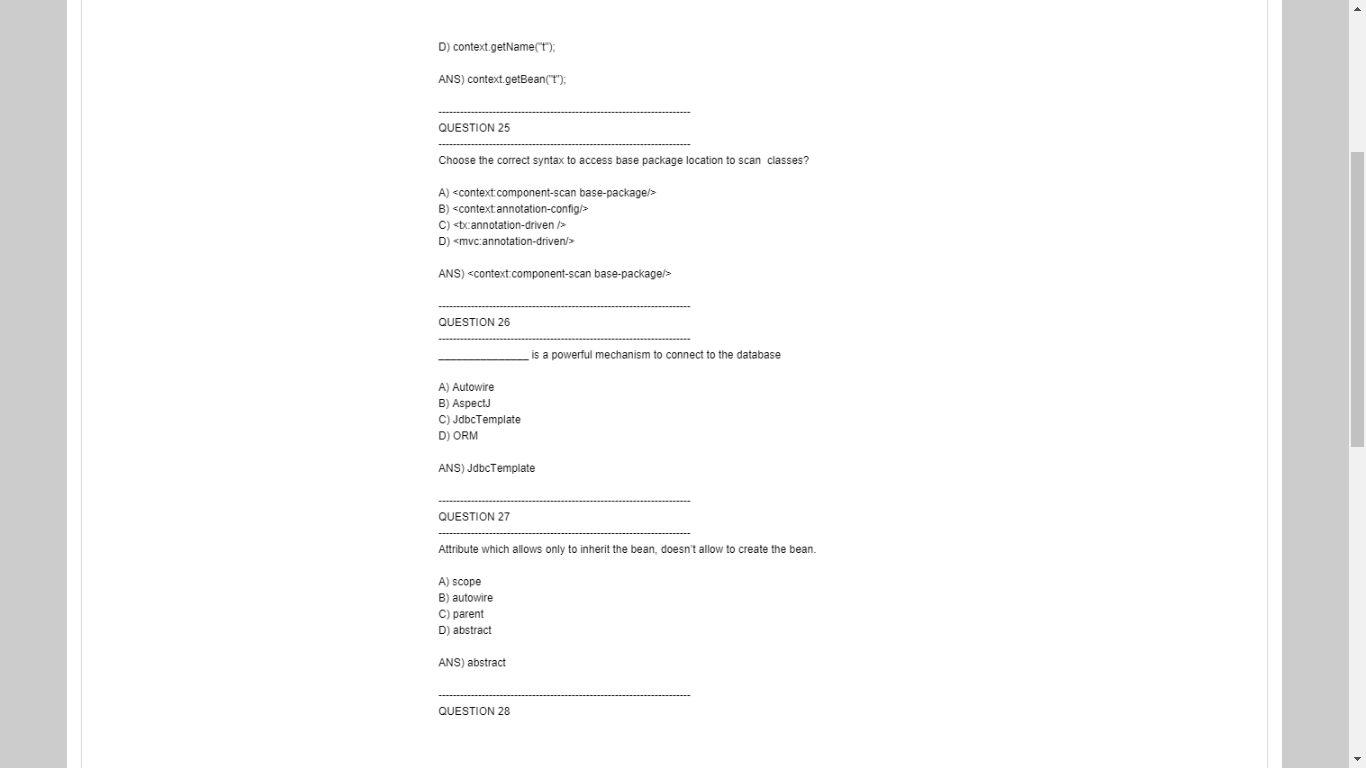 D) context.getName("t");
ANS) context.getBean("t");
----------------------------------------------------------------------
QUESTION 25
----------------------------------------------------------------------
Choose the correct syntax to access base package location to scan  classes?
A) <context:component-scan base-package/>
B) <context:annotation-config/>
C) <tx:annotation-driven />
D) <mvc:annotation-driven/>
ANS) <context:component-scan base-package/>
----------------------------------------------------------------------
QUESTION 26
----------------------------------------------------------------------
_______________ is a powerful mechanism to connect to the database
A) Autowire
B) AspectJ
C) JdbcTemplate
D) ORM
ANS) JdbcTemplate
----------------------------------------------------------------------
QUESTION 27
----------------------------------------------------------------------
Attribute which allows only to inherit the bean, doesn't allow to create the bean.
A) scope
B) autowire
C) parent
D) abstract
ANS) abstract
----------------------------------------------------------------------
QUESTION 28